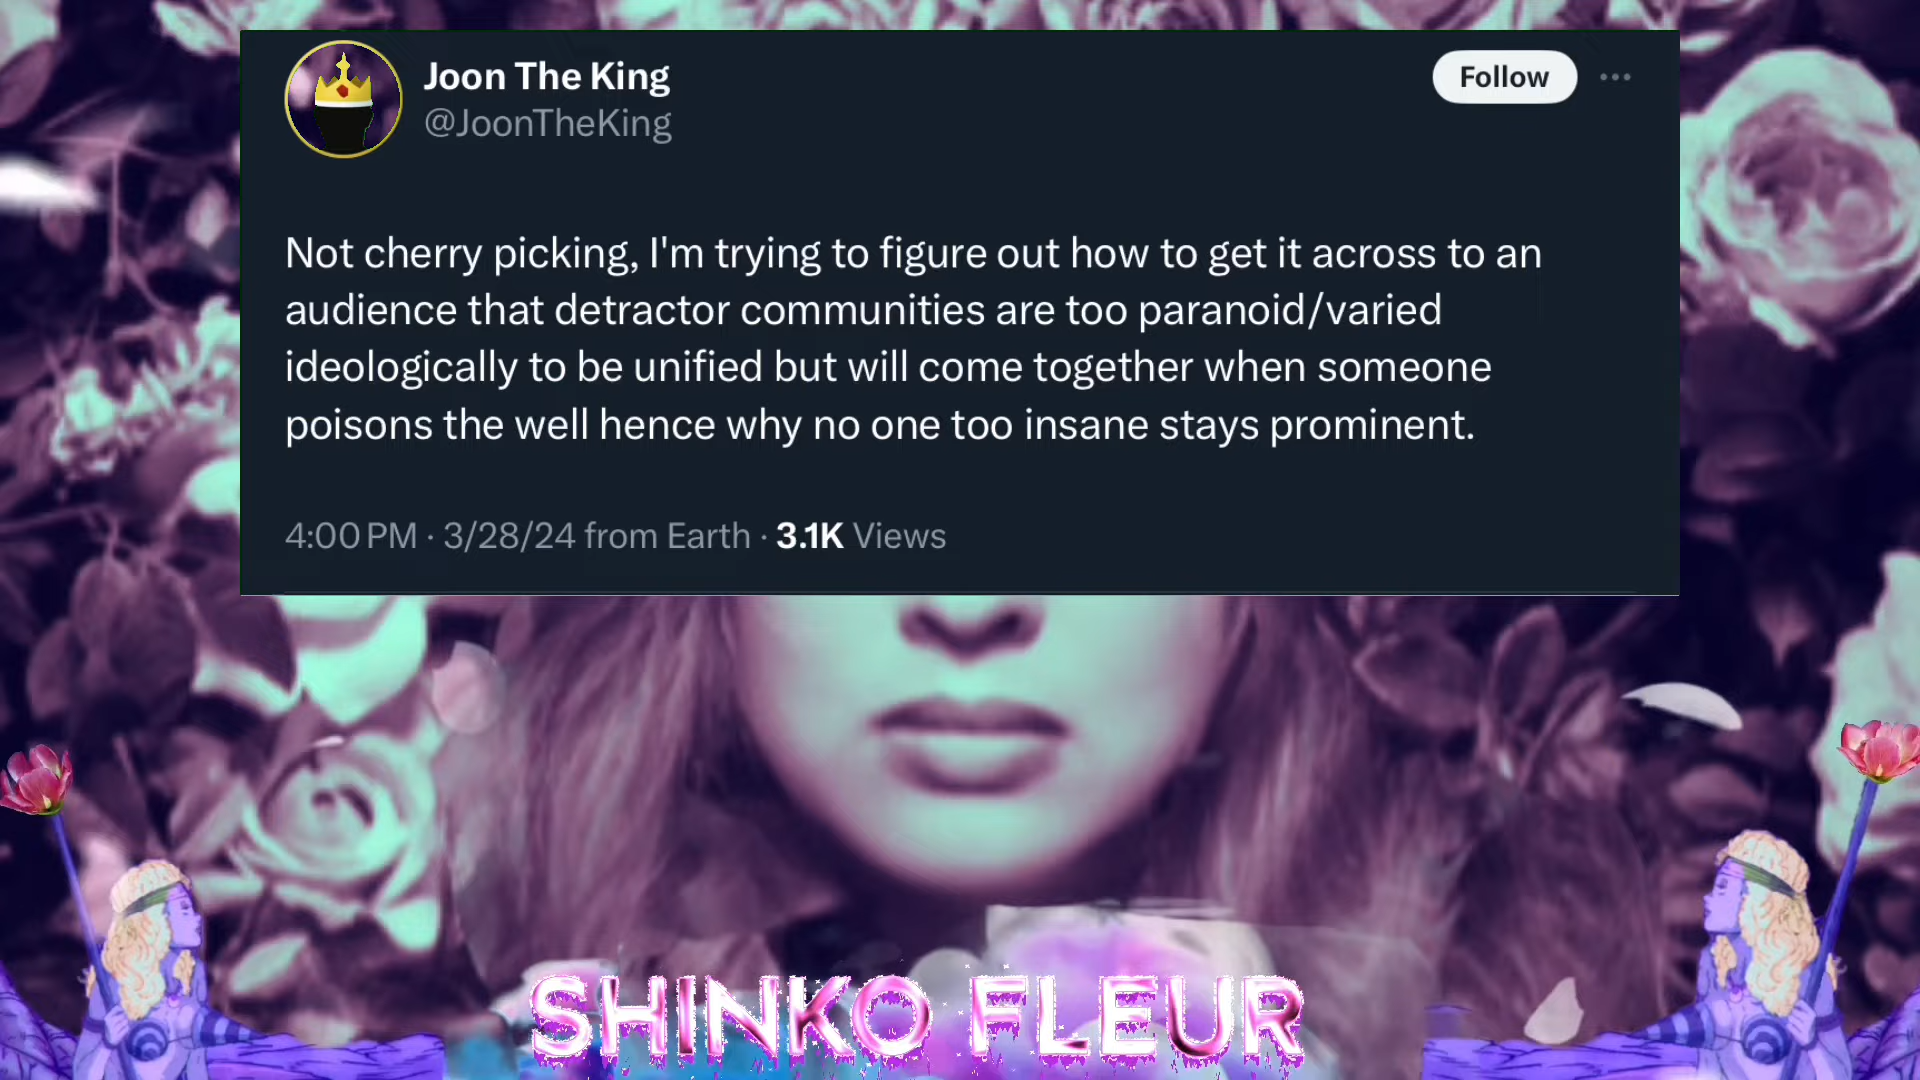 Joon The King
@JoonTheKing
Follow
Not cherry picking, I'm trying to figure out how to get it across to an
audience that detractor communities are too paranoid/varied
ideologically to be unified but will come together when someone
poisons the well hence why no one too insane stays prominent.
4:00 PM · 3/28/24 from Earth · 3.1K Views
SHINKO FLEUR